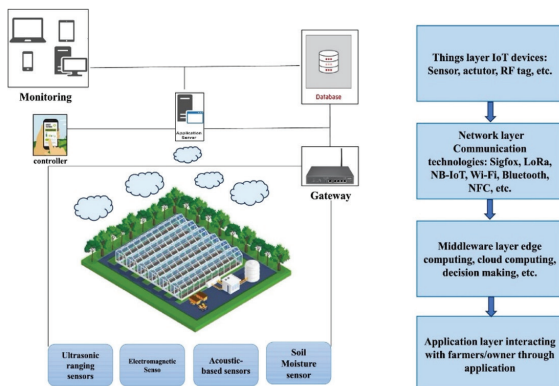 Monitoring
Database
Application
Server
controller
Gateway
Ultrasonic
ranging
sensors
Electromagnetic
Senso
Acoustic-
based sensors
Soil
Moisture
sensor
Things layer IoT devices:
Sensor, actutor, RF tag, etc.
Network layer
Communication
technologies: Sigfox, LoRa,
NB-IoT, Wi-Fi, Bluetooth,
NFC, etc.
Middleware layer edge
computing, cloud computing,
decision making, etc.
Application layer interacting
with farmers/owner through
application